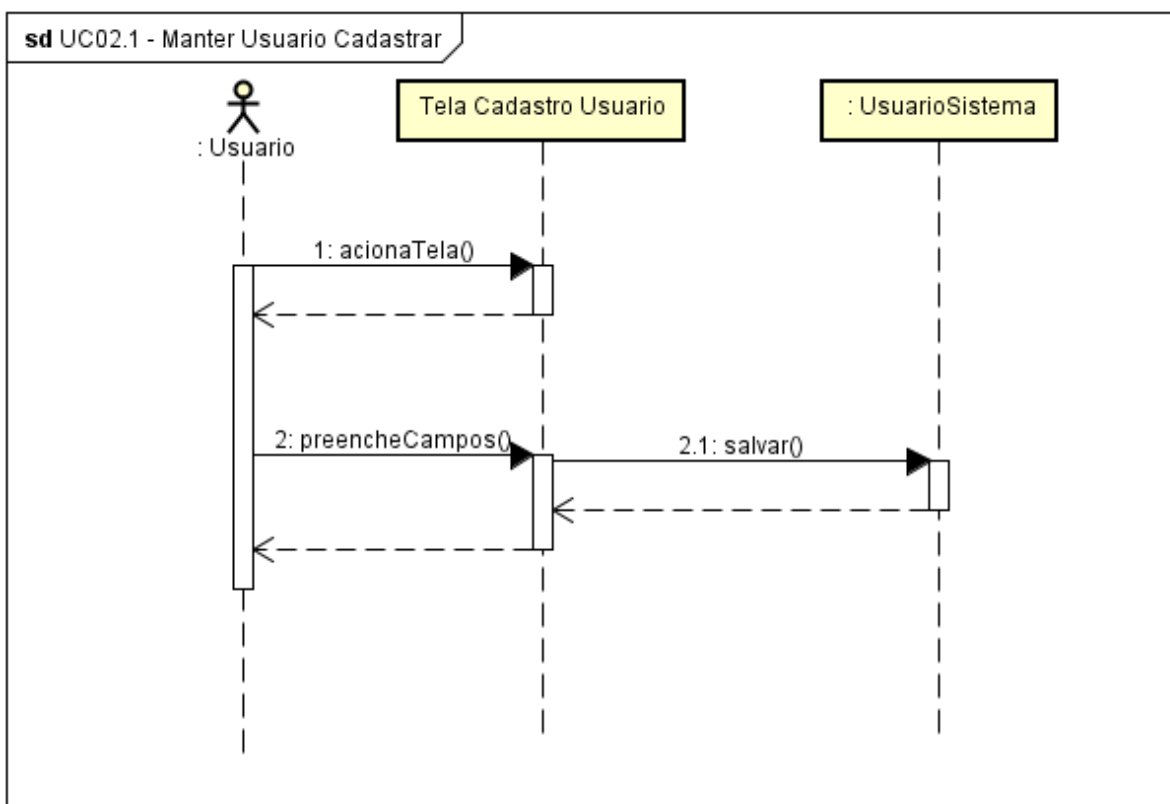 sd UC02.1 - Manter Usuario Cadastrar
: Usuario
Tela Cadastro Usuario
: UsuarioSistema
1: acionaTela()
2: preencheCampos()
2.1: salvar()